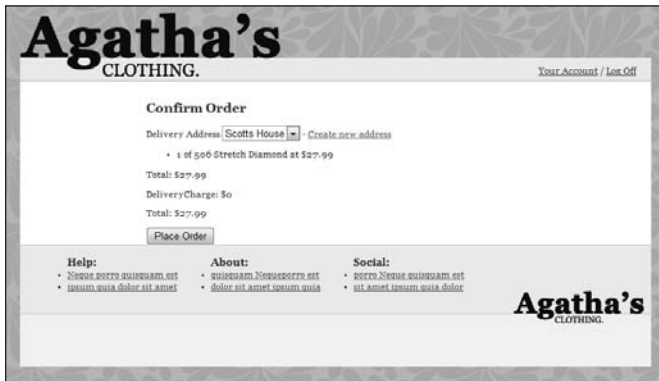 Agatha's
CLOTHING.
Your Account / Log Off
Confirm Order
Delivery Address Scotts House - Create new address
• 1 of 506 Stretch Diamond at $27.99
Total: $27.99
DeliveryCharge: $0
Total: $27.99
Place Order
Help:
• Neque porro quisquam est
• ipsum quia dolor sit amet
About:
• quisquam Nequeporro est
• dolor sit amet ipsum quia
Social:
• porro Neque quisquam est
• sit amet ipsum quia dolor
Agatha's
CLOTHING.